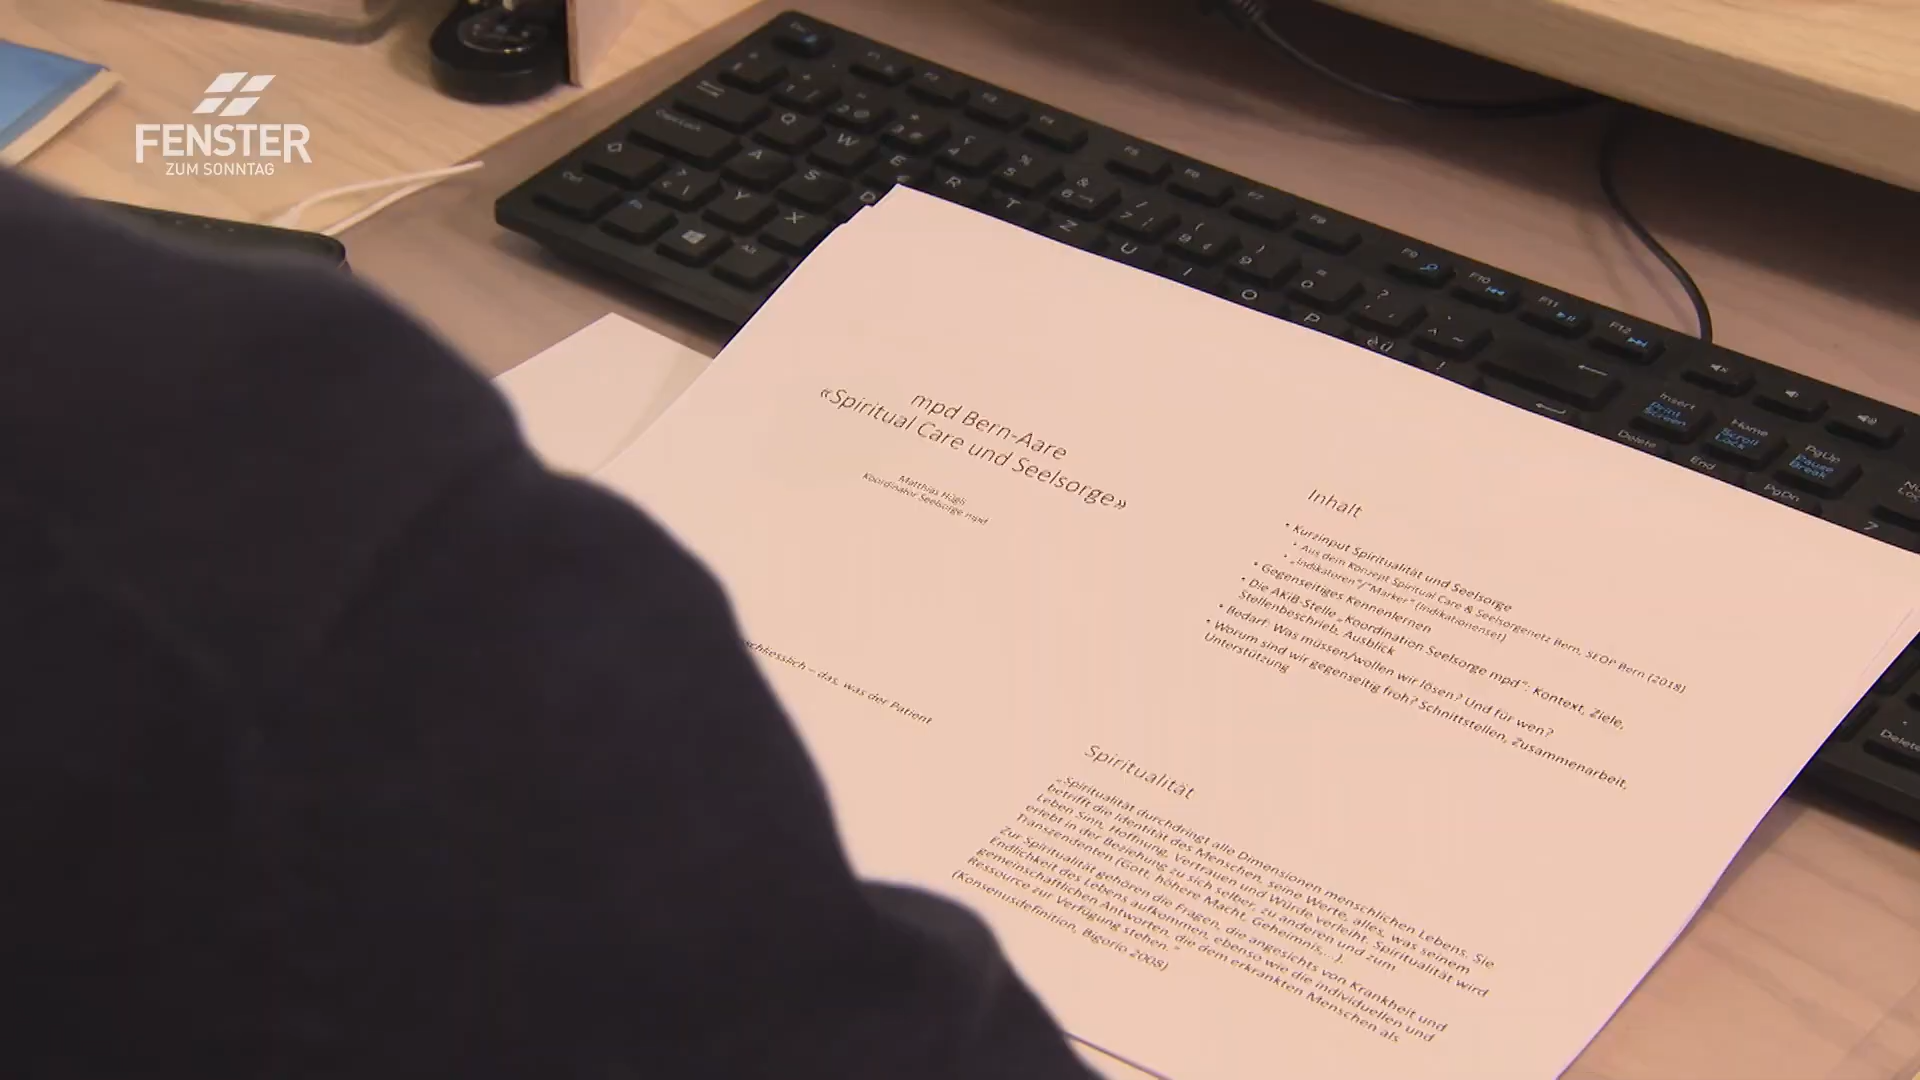 FENSTER
ZUM SONNTAG
mpd Bern-Aare
«Spiritual Care und Seelsorge»
Matthias Hügli
Koordinator Seelsorge mpd
Inhalt
• Kurzinput Spiritualität und Seelsorge
• Aus dem Konzept Spiritual Care & Seelsorgenetz Bern, SEOP Bern (2018)
• „Indikatoren"/"Marker" (Indikationenset)
• Gegenseitiges Kennenlernen
• Die AKiB-Stelle „Koordination Seelsorge mpd": Kontext, Ziele,
Stellenbeschrieb, Ausblick
• Bedarf: Was müssen/wollen wir lösen? Und für wen?
• Worum sind wir gegenseitig froh? Schnittstellen, Zusammenarbeit,
Unterstützung
– das, was der Patient
Spiritualität
„Spiritualität durchdringt alle Dimensionen menschlichen Lebens. Sie
betrifft die Identität des Menschen, seine Werte, alles, was seinem
Leben Sinn, Hoffnung, Vertrauen und Würde verleiht. Spiritualität wird
erlebt in der Beziehung zu sich selber, zu anderen und zum
Transzendenten (Gott, höhere Macht, Geheimnis,...).
Zur Spiritualität gehören die Fragen, die angesichts von Krankheit und
Endlichkeit des Lebens aufkommen, ebenso wie die individuellen und
gemeinschaftlichen Antworten, die dem erkrankten Menschen als
Ressource zur Verfügung stehen."
(Konsensusdefinition, Bigorio 2008)